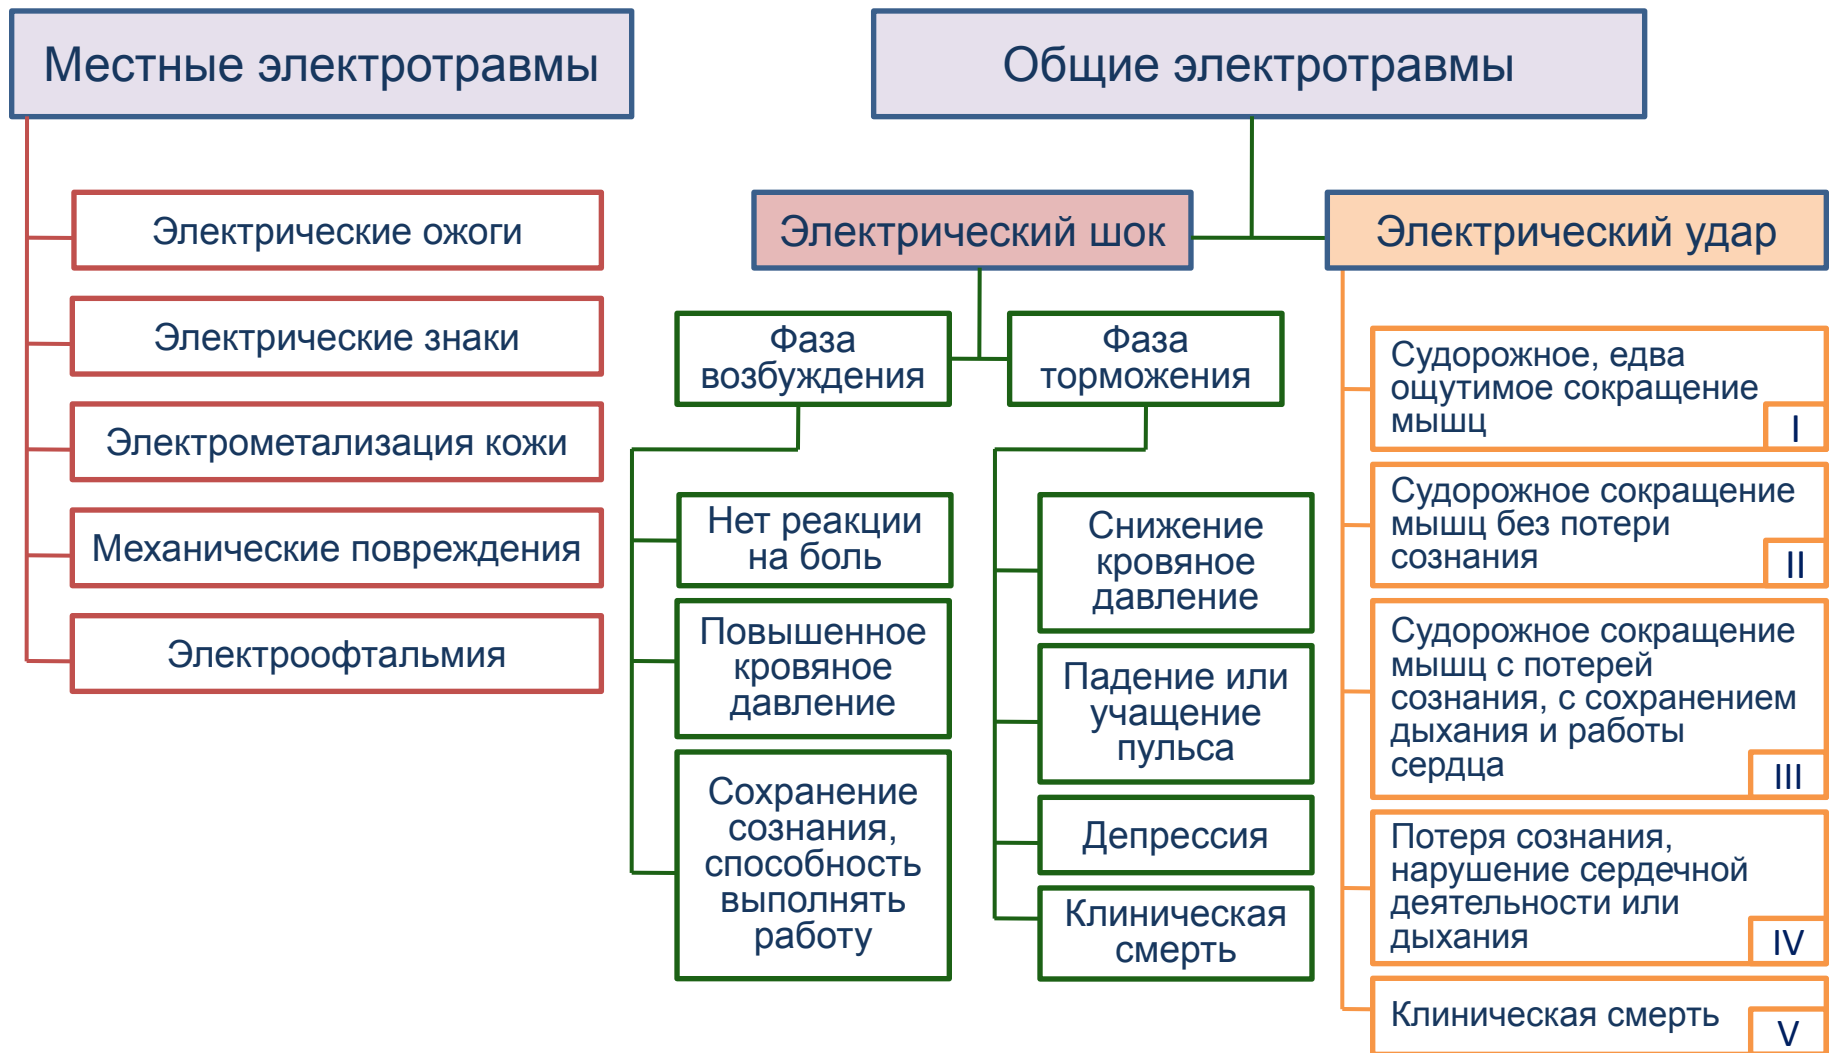 Местные электротравмы
Электрические ожоги
Электрические знаки
Электрометализация кожи
Механические повреждения
Электроофтальмия
Общие электротравмы
Электрический шок
Фаза
возбуждения
Нет реакции
на боль
Повышенное
кровяное
давление
Сохранение
сознания,
способность
выполнять
работу
Фаза
торможения
Снижение
кровяное
давление
Падение или
учащение
пульса
Депрессия
Клиническая
смерть
Электрический удар
Судорожное, едва
ощутимое сокращение
мышц
I
Судорожное сокращение
мышц без потери
сознания
II
Судорожное сокращение
мышц с потерей
сознания, с сохранением
дыхания и работы
сердца
III
Потеря сознания,
нарушение сердечной
деятельности или
дыхания
IV
Клиническая смерть
V